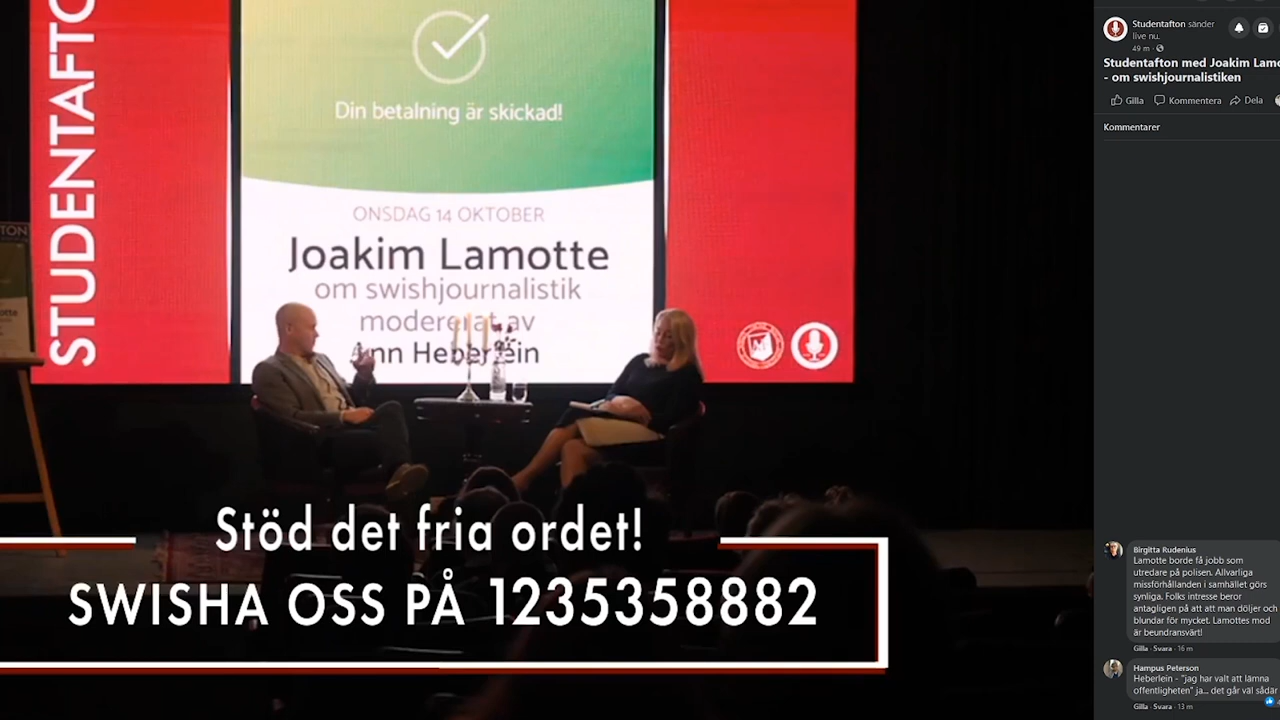 STUDENTAFTO
Din betalning är skickad!
ONSDAG 14 OKTOBER
Joakim Lamotte
om swishjournalistik
modererat av
Ann Heberlein
Stöd det fria ordet!
SWISHA OSS PÅ 1235358882
Studentafton sänder
live nu.
49 m
Studentafton med Joakim Lamo
- om swishjournalistiken
Gilla Kommentera Dela
Kommentarer
Birgitta Rudenius
Lamotte borde få jobb som
utredare på polisen. Allvarliga
missförhållanden i samhället görs
synliga. Folks intresse beror
antagligen på att att man döljer och
blundar för mycket. Lamottes mod
är beundransvärt!
Gilla · Svara · 16 m
Hampus Peterson
Heberlein - "jag har valt att lämna
offentligheten" ja... det går väl sådär
Gilla · Svara · 13 m